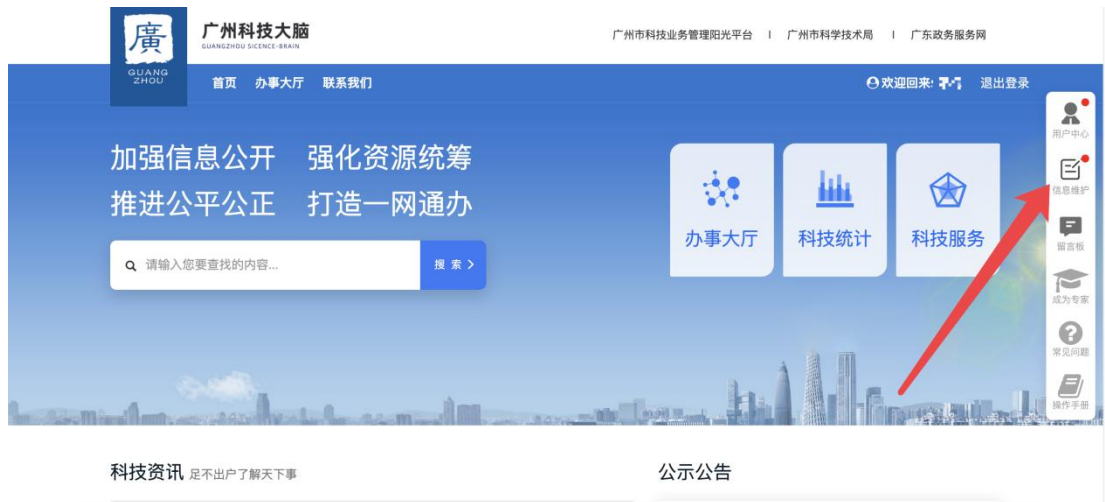 廣
GUANG
ZHOU
广州科技大脑
GUANGZHOU SICENCE-BRAIN
广州市科技业务管理阳光平台 | 广州市科学技术局 | 广东政务服务网
首页 办事大厅 联系我们
欢迎回来: 退出登录
加强信息公开 强化资源统筹
推进公平公正 打造一网通办
请输入您要查找的内容...
搜 索 >
办事大厅
科技统计
科技服务
用户中心
信息维护
留言板
成为专家
常见问题
操作手册
科技资讯 足不出户了解天下事
公示公告